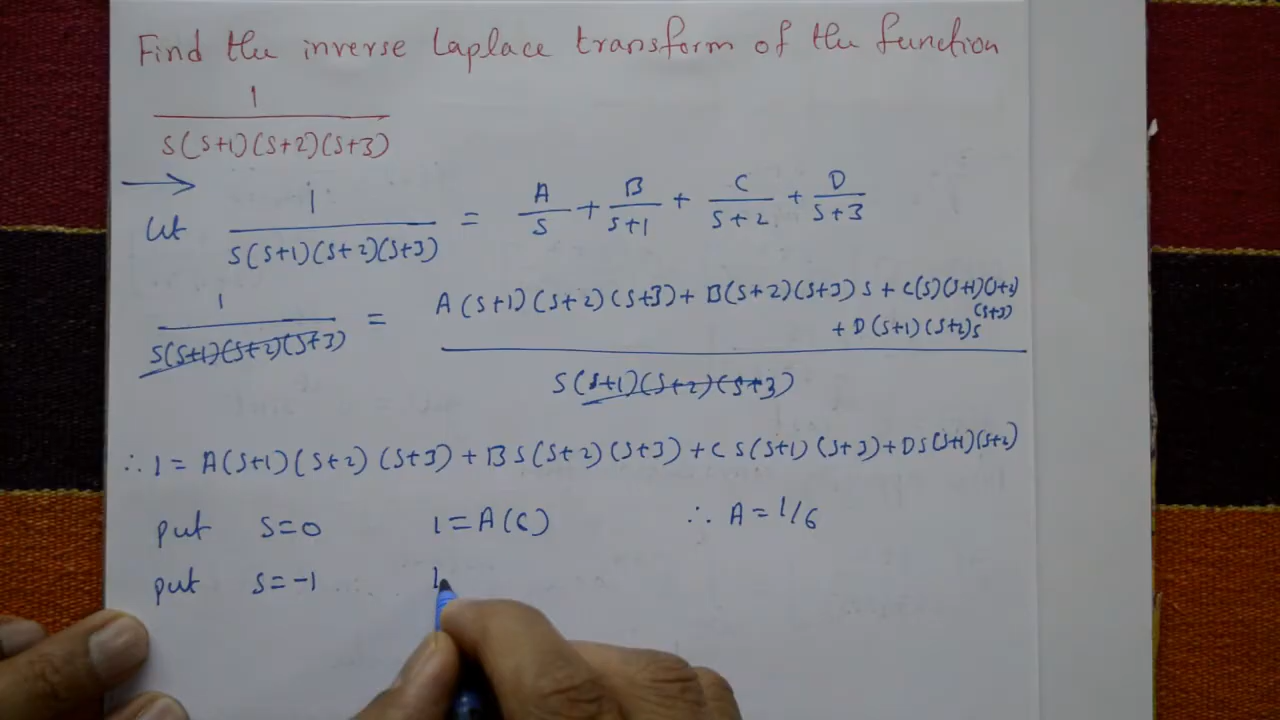 Find the inverse Laplace transform of the function
1
s(s+1)(s+2)(s+3)
Let 1/s(s+1)(s+2)(s+3) = A/s + B/s+1 + C/s+2 + D/s+3
1/s(s+1)(s+2)(s+3) = A(s+1)(s+2)(s+3) + B(s+2)(s+3)s + C(s)(s+1)(s+3)
(s+3)
+ D(s+1)(s+2)s
s(s+1)(s+2)(s+3)
∴ 1 = A(s+1)(s+2)(s+3) + B s(s+2)(s+3) + C s(s+1)(s+3) + D s(s+1)(s+2)
put s=0 1 = A(6) ∴ A = 1/6
put s=-1 1